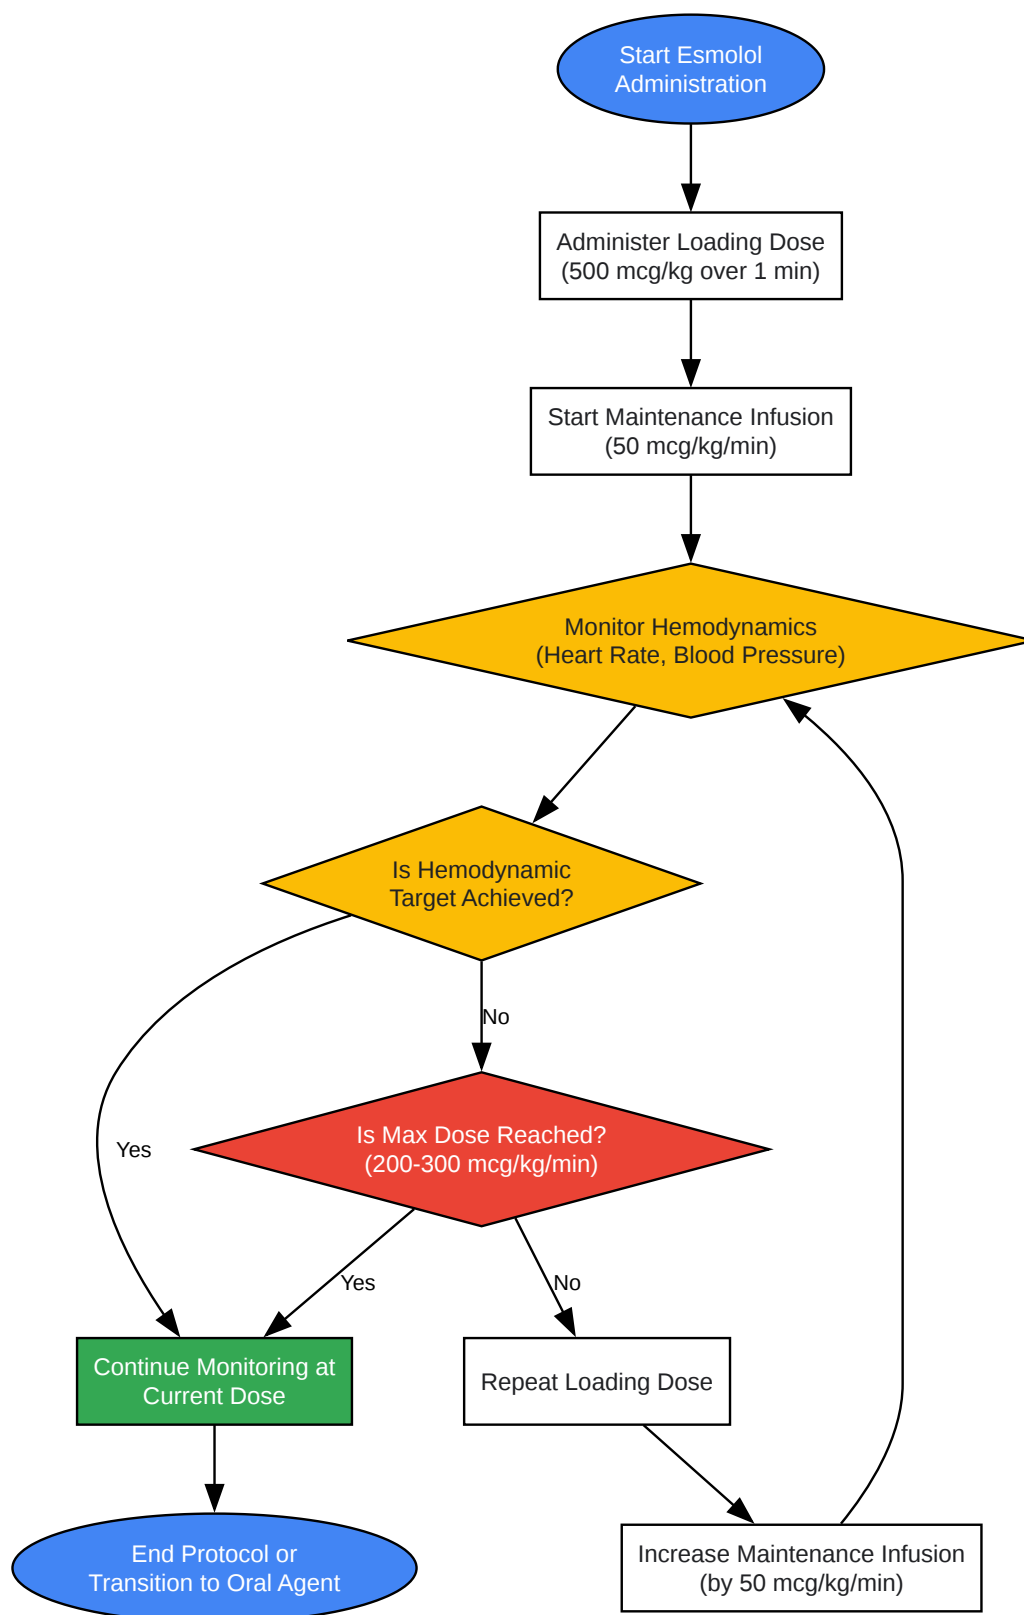 Start Esmolol
Administration
Administer Loading Dose
(500 mcg/kg over 1 min)
Start Maintenance Infusion
(50 mcg/kg/min)
Monitor Hemodynamics
(Heart Rate, Blood Pressure)
Is Hemodynamic
Target Achieved?
No
Yes
Is Max Dose Reached?
(200-300 mcg/kg/min)
Yes
No
Continue Monitoring at
Current Dose
Repeat Loading Dose
End Protocol or
Transition to Oral Agent
Increase Maintenance Infusion
(by 50 mcg/kg/min)